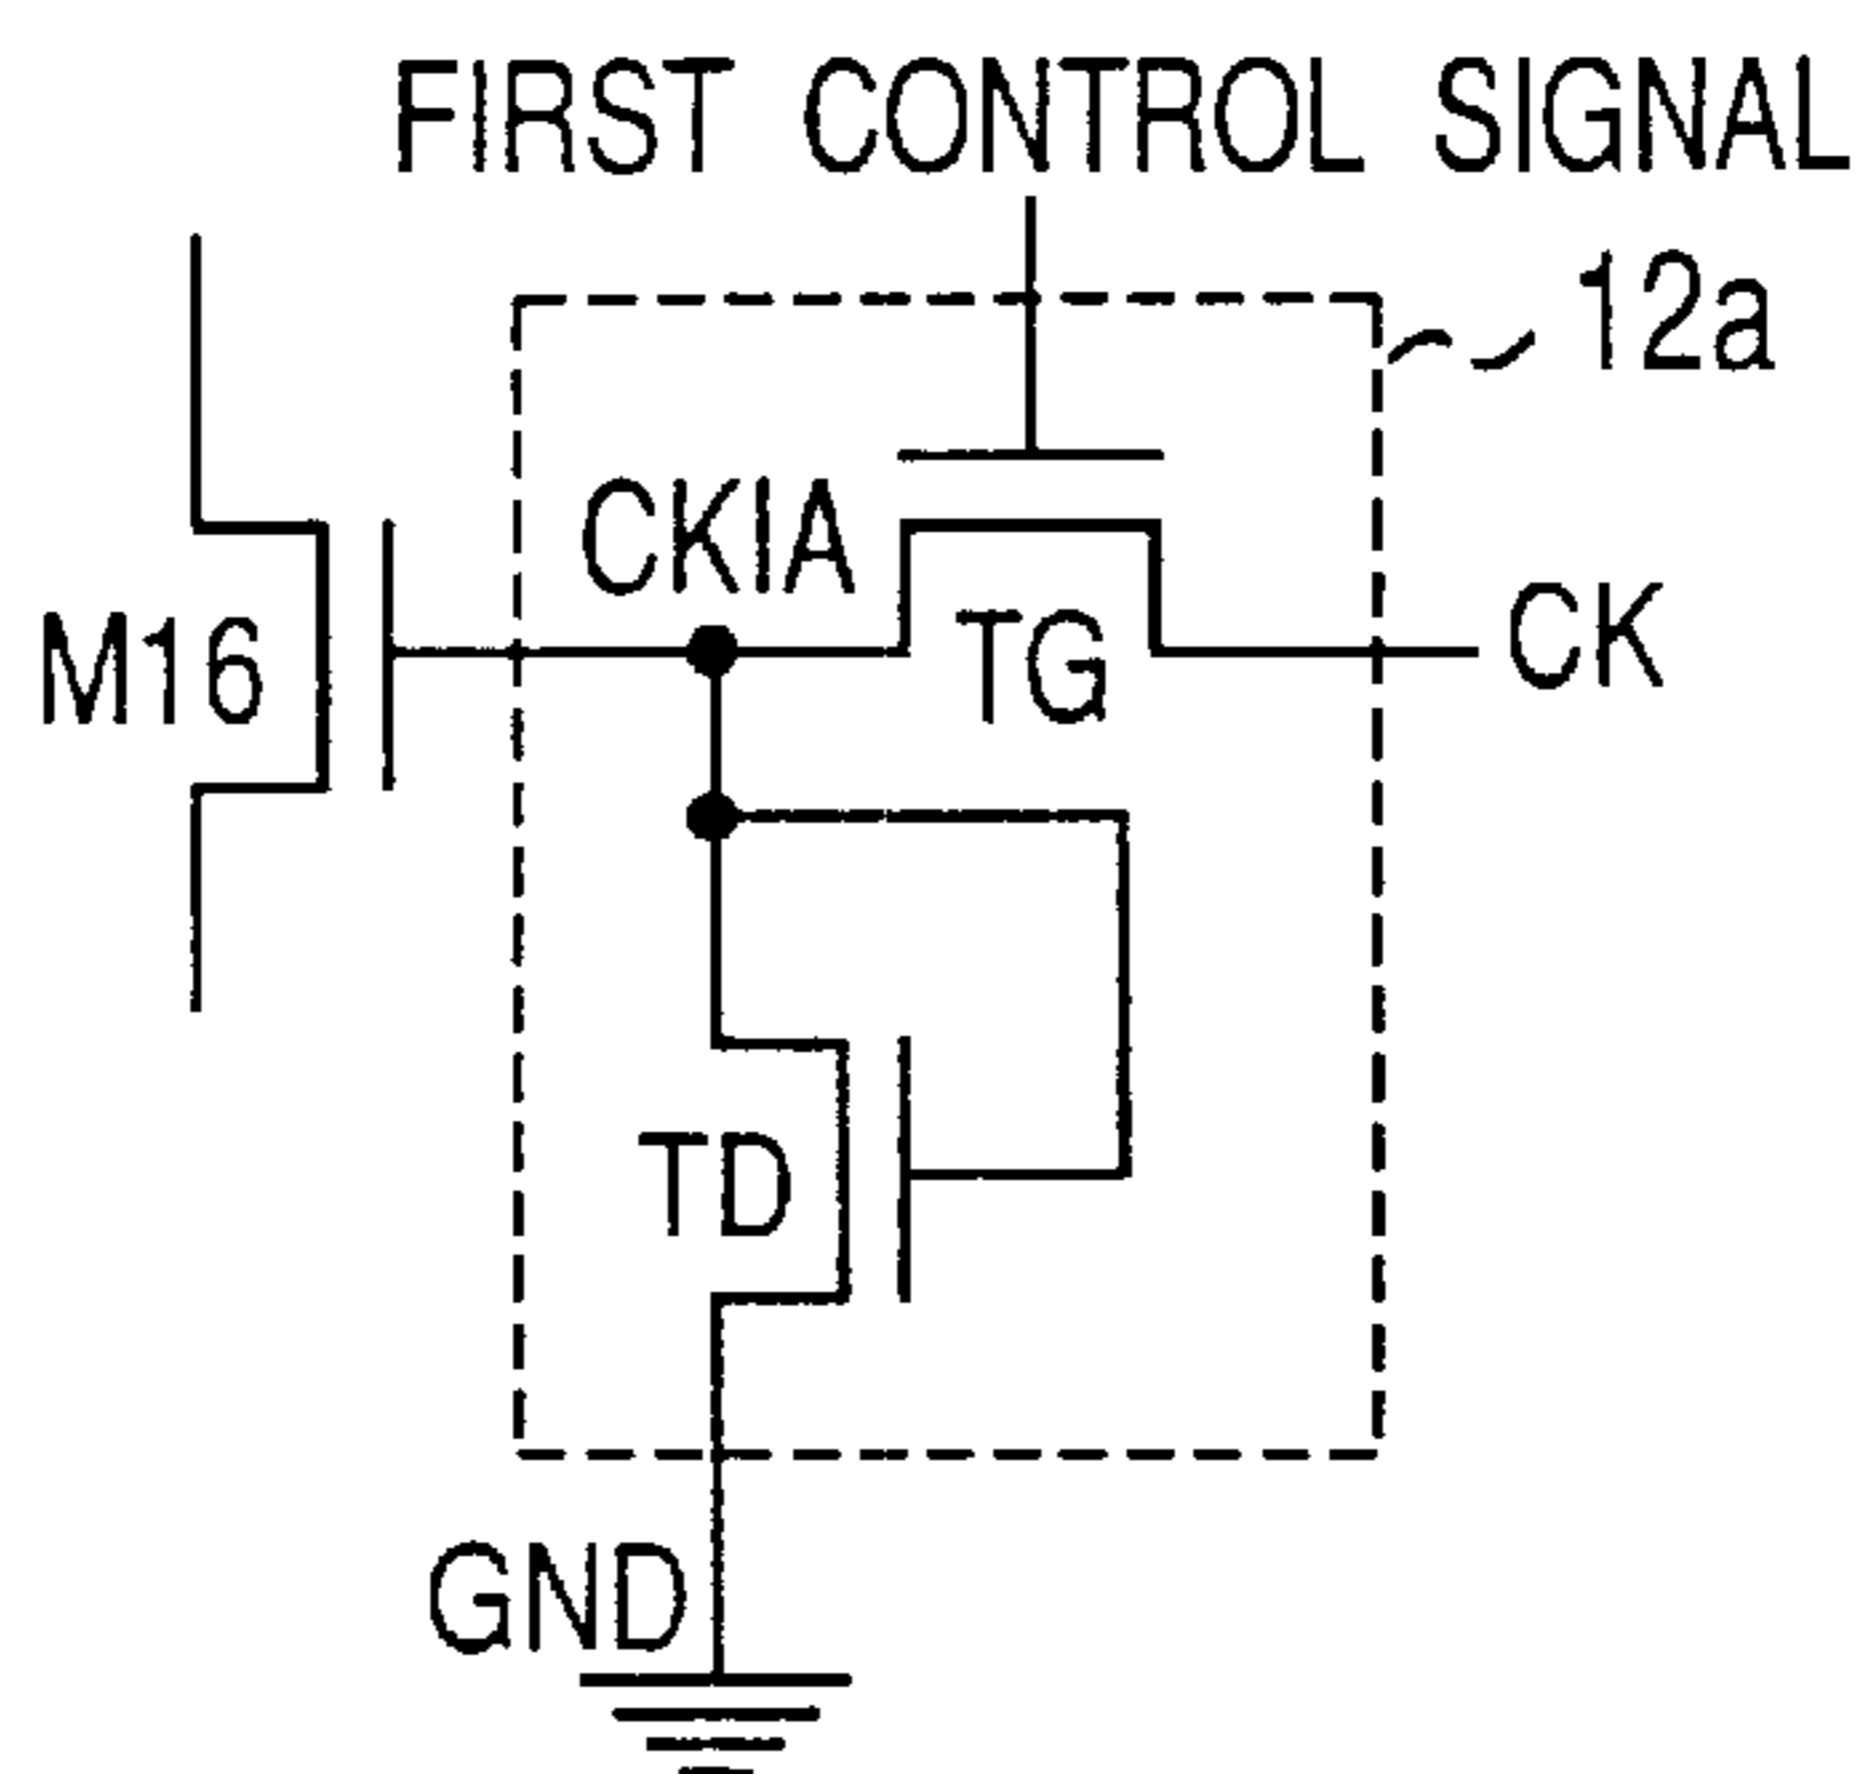 FIRST CONTROL SIGNAL
12a
CKIA
CK
M16
TG
TD
GND